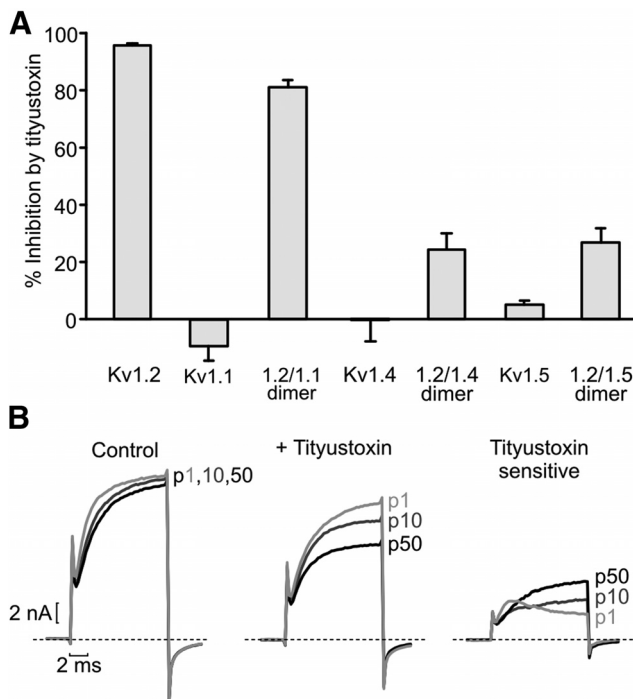 A
% Inhibition by tityustoxin
100
80
60
40
20
0
Kv1.2
Kv1.1
1.2/1.1
dimer
Kv1.4
1.2/1.4
dimer
Kv1.5
1.2/1.5
dimer
B
Control
p1,10,50
2 nA
2 ms
+ Tityustoxin
p1
p10
p50
Tityustoxin
sensitive
p50
p10
p1